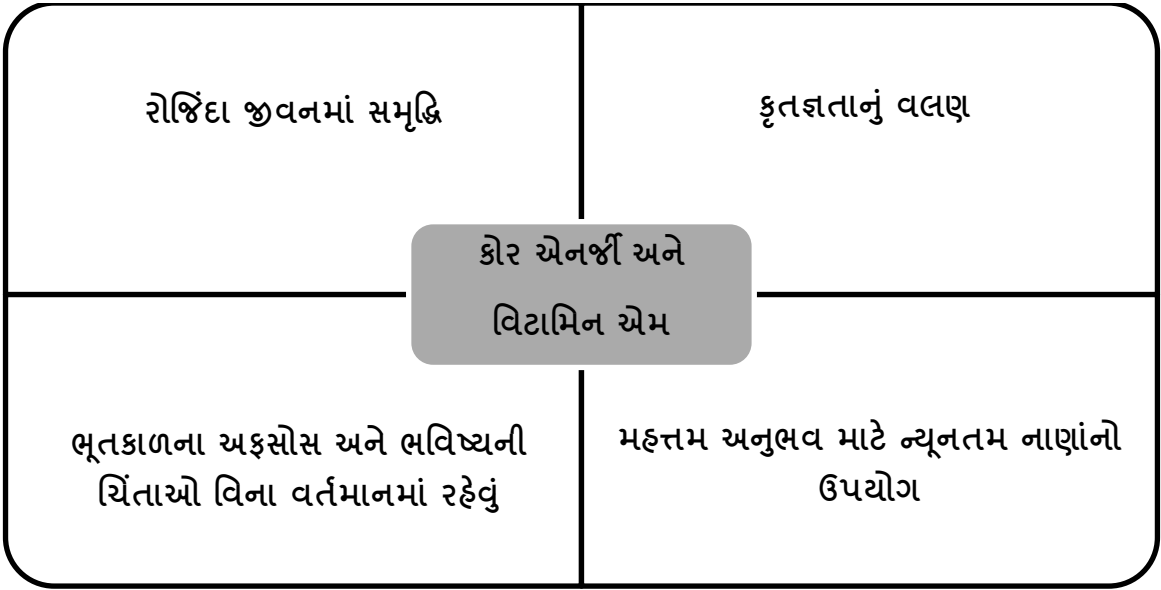 રોજિંદા જીવનમાં સમૃદ્ધિ
કૃતજ્ઞતાનું વલણ
કોર એનર્જી અને
વિટામિન એમ
ભૂતકાળના અફસોસ અને ભવિષ્યની
ચિંતાઓ વિના વર્તમાનમાં રહેવું
મહત્તમ અનુભવ માટે ન્યૂનતમ નાણાંનો
ઉપયોગ